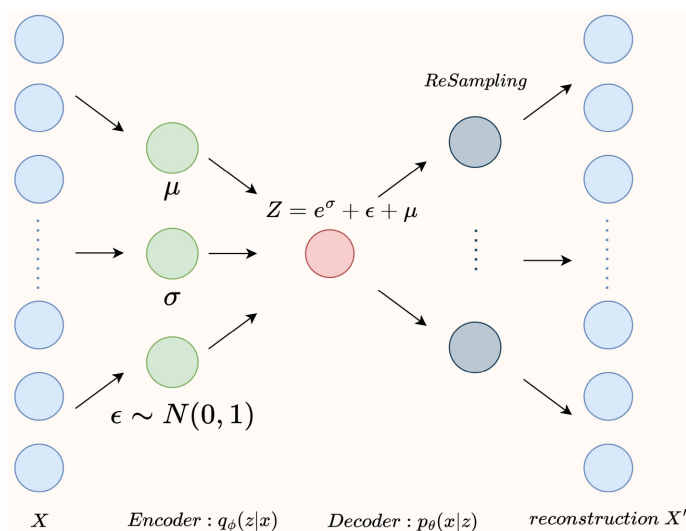 ReSampling
μ
Z = e^σ + ϵ + μ
σ
ϵ ∼ N(0, 1)
X
Encoder : q_ϕ(z|x)
Decoder : p_θ(x|z)
reconstruction X'